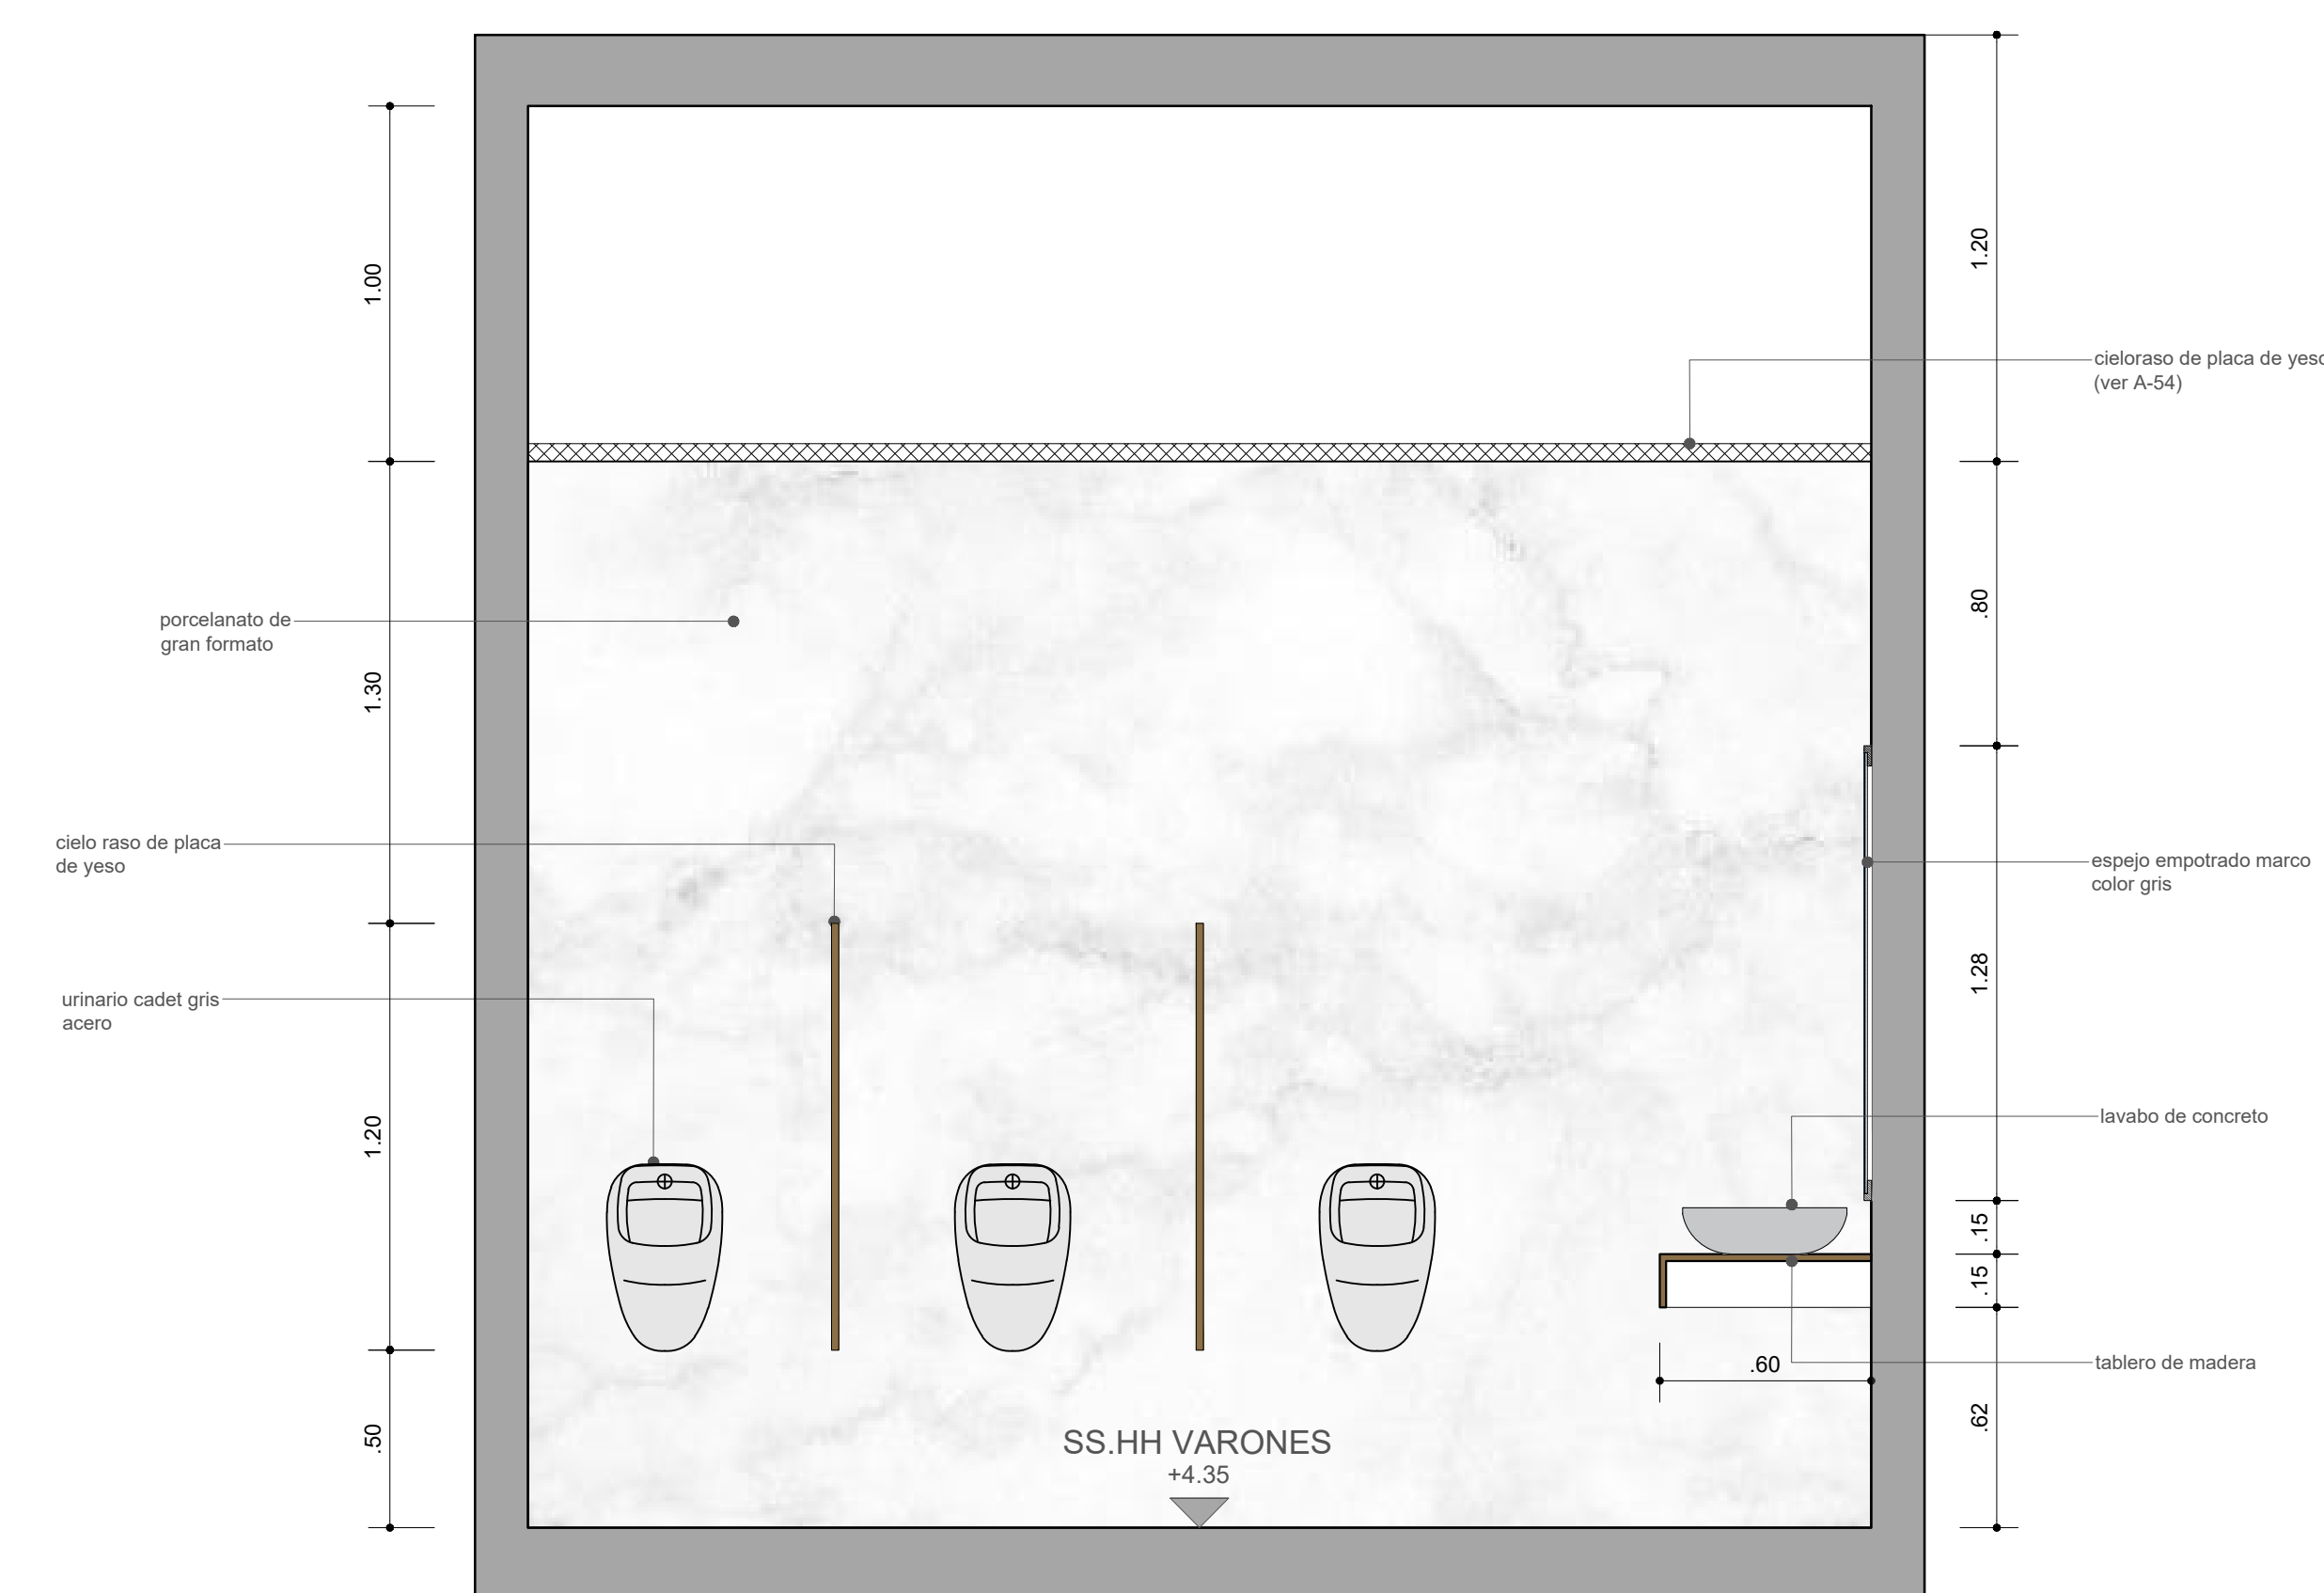 1.00
1.20
cieloraso de placa de yeso
(ver A-54)
porcelanato de
gran formato
.80
1.30
cielo raso de placa
de yeso
espejo empotrado marco
color gris
1.28
urinario cadet gris
acero
1.20
lavabo de concreto
.15
.15
.60
tablero de madera
.62
.50
SS.HH VARONES
+4.35